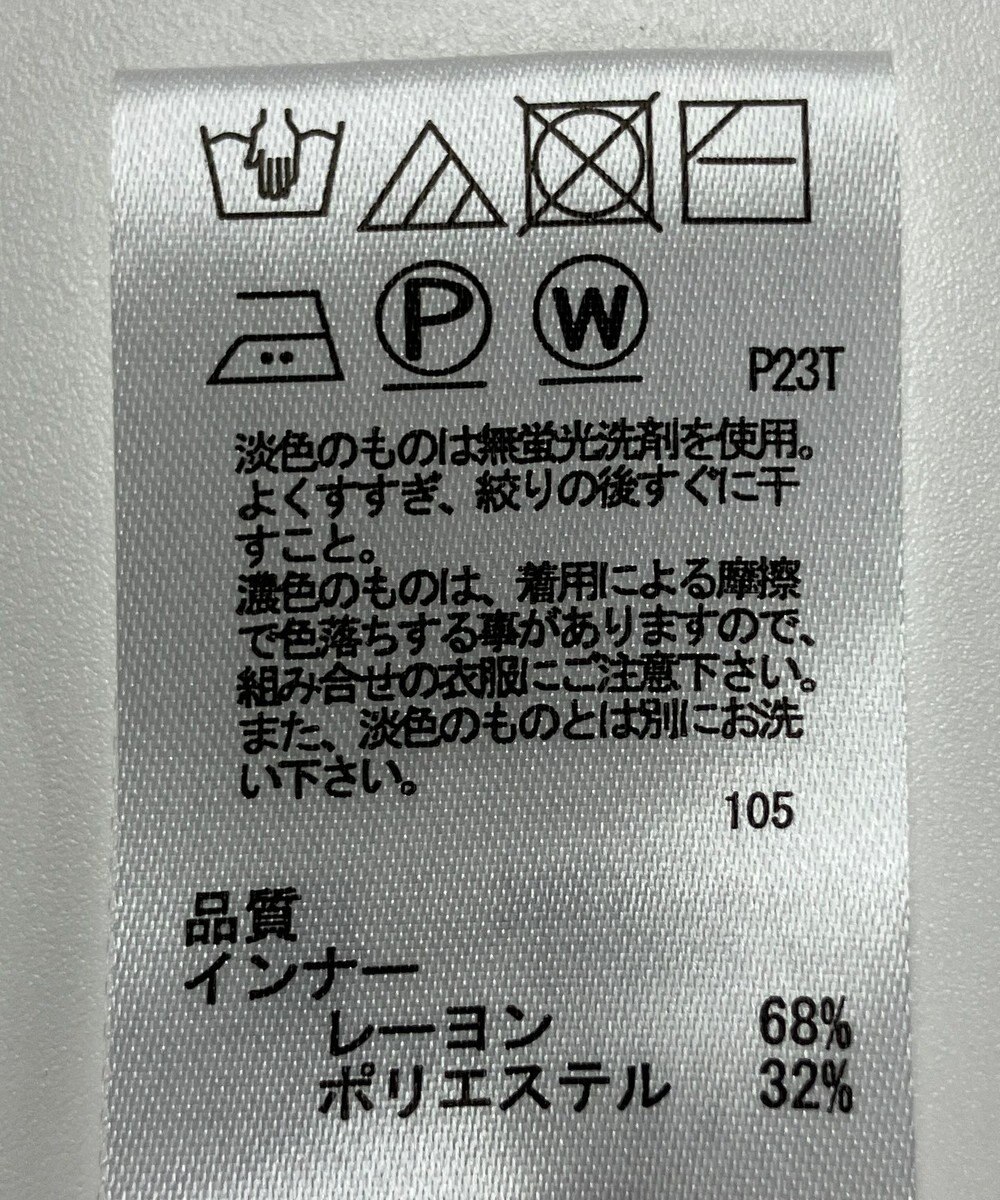 P W
P23T
淡色のものは無蛍光洗剤を使用。
よくすすぎ、絞りの後すぐに干
すこと。
濃色のものは、着用による摩擦
で色落ちする事がありますので、
組み合せの衣服にご注意下さい。
また、淡色のものとは別にお洗
い下さい。
105
品質
インナー
レーヨン 68%
ポリエステル 32%